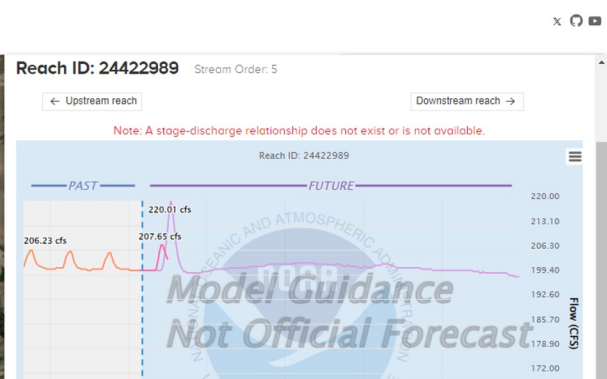 Reach ID: 24422989 Stream Order: 5
← Upstream reach Downstream reach →
Note: A stage-discharge relationship does not exist or is not available.
Reach ID: 24422989
PAST FUTURE
220.00
220.01 cfs
213.10
206.23 cfs
207.65 cfs
206.30
199.40
192.60
185.70
178.90
172.00
Flow (CFS)
NOAA
Model Guidance
Not Official Forecast